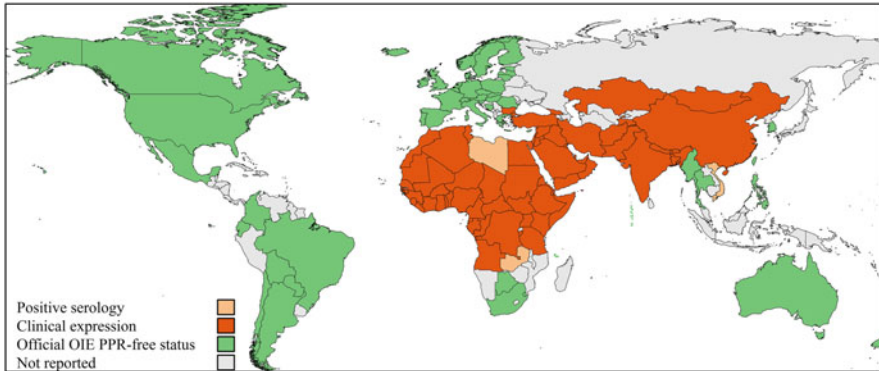 Positive serology
Clinical expression
Official OIE PPR-free status
Not reported